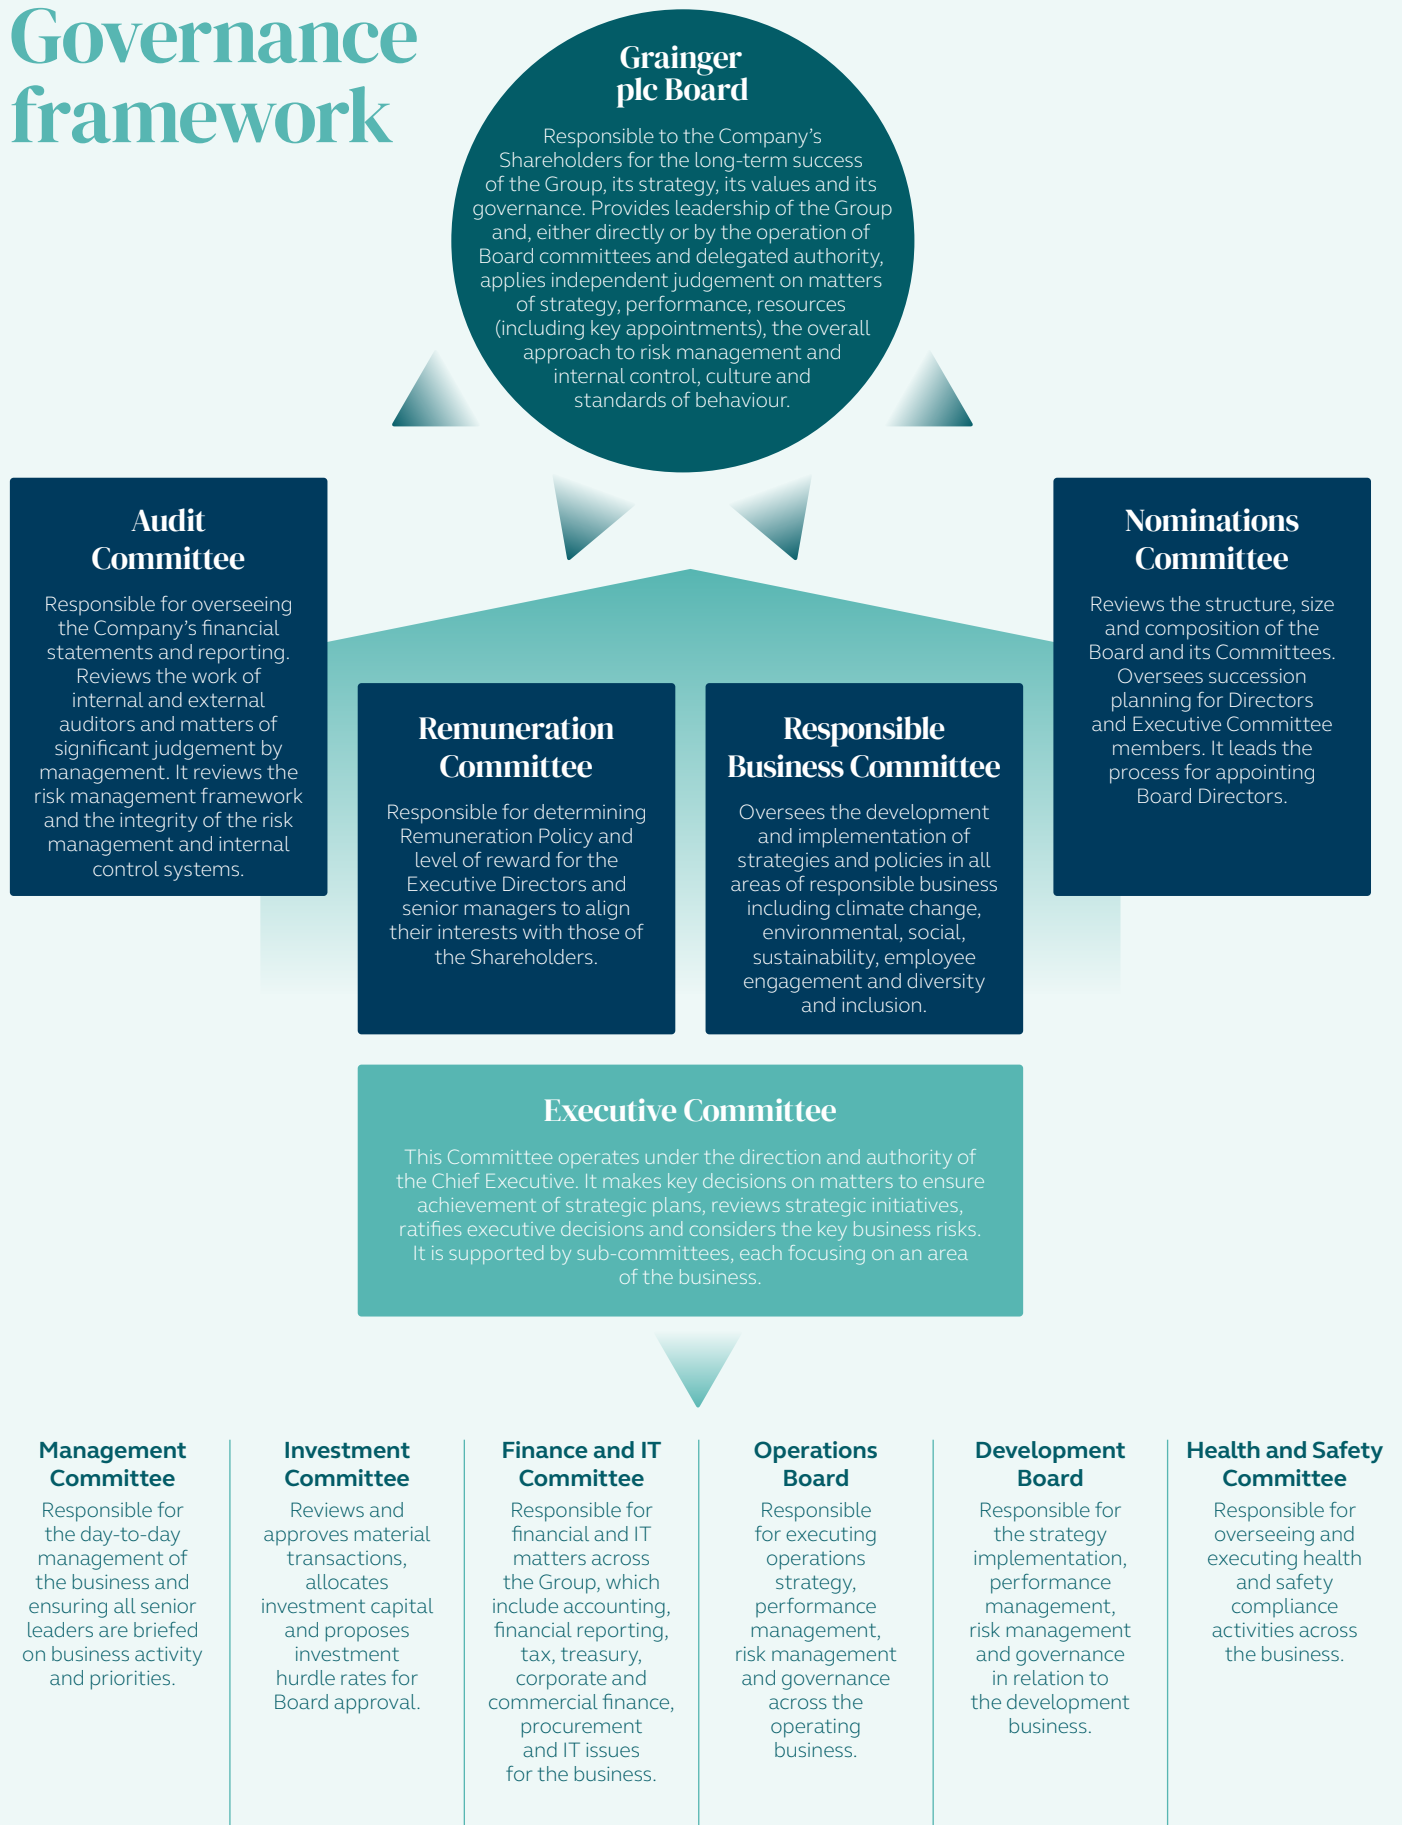 Governance
framework
Grainger
plc Board
Responsible to the Company’s
Shareholders for the long-term success
of the Group, its strategy, its values and its
governance. Provides leadership of the Group
and, either directly or by the operation of
Board committees and delegated authority,
applies independent judgement on matters
of strategy, performance, resources
(including key appointments), the overall
approach to risk management and
internal control, culture and
standards of behaviour.
Audit
Committee
Responsible for overseeing
the Company’s financial
statements and reporting.
Reviews the work of
internal and external
auditors and matters of
significant judgement by
management. It reviews the
risk management framework
and the integrity of the risk
management and internal
control systems.
Remuneration
Committee
Responsible for determining
Remuneration Policy and
level of reward for the
Executive Directors and
senior managers to align
their interests with those of
the Shareholders.
Responsible
Business Committee
Oversees the development
and implementation of
strategies and policies in all
areas of responsible business
including climate change,
environmental, social,
sustainability, employee
engagement and diversity
and inclusion.
Nominations
Committee
Reviews the structure, size
and composition of the
Board and its Committees.
Oversees succession
planning for Directors
and Executive Committee
members. It leads the
process for appointing
Board Directors.
Executive Committee
This Committee operates under the direction and authority of
the Chief Executive. It makes key decisions on matters to ensure
achievement of strategic plans, reviews strategic initiatives,
ratifies executive decisions and considers the key business risks.
It is supported by sub-committees, each focusing on an area
of the business.
Management
Committee
Responsible for
the day-to-day
management of
the business and
ensuring all senior
leaders are briefed
on business activity
and priorities.
Investment
Committee
Reviews and
approves material
transactions,
allocates
investment capital
and proposes
investment
hurdle rates for
Board approval.
Finance and IT
Committee
Responsible for
financial and IT
matters across
the Group, which
include accounting,
financial reporting,
tax, treasury,
corporate and
commercial finance,
procurement
and IT issues
for the business.
Operations
Board
Responsible
for executing
operations
strategy,
performance
management,
risk management
and governance
across the
operating
business.
Development
Board
Responsible for
the strategy
implementation,
performance
management,
risk management
and governance
in relation to
the development
business.
Health and Safety
Committee
Responsible for
overseeing and
executing health
and safety
compliance
activities across
the business.